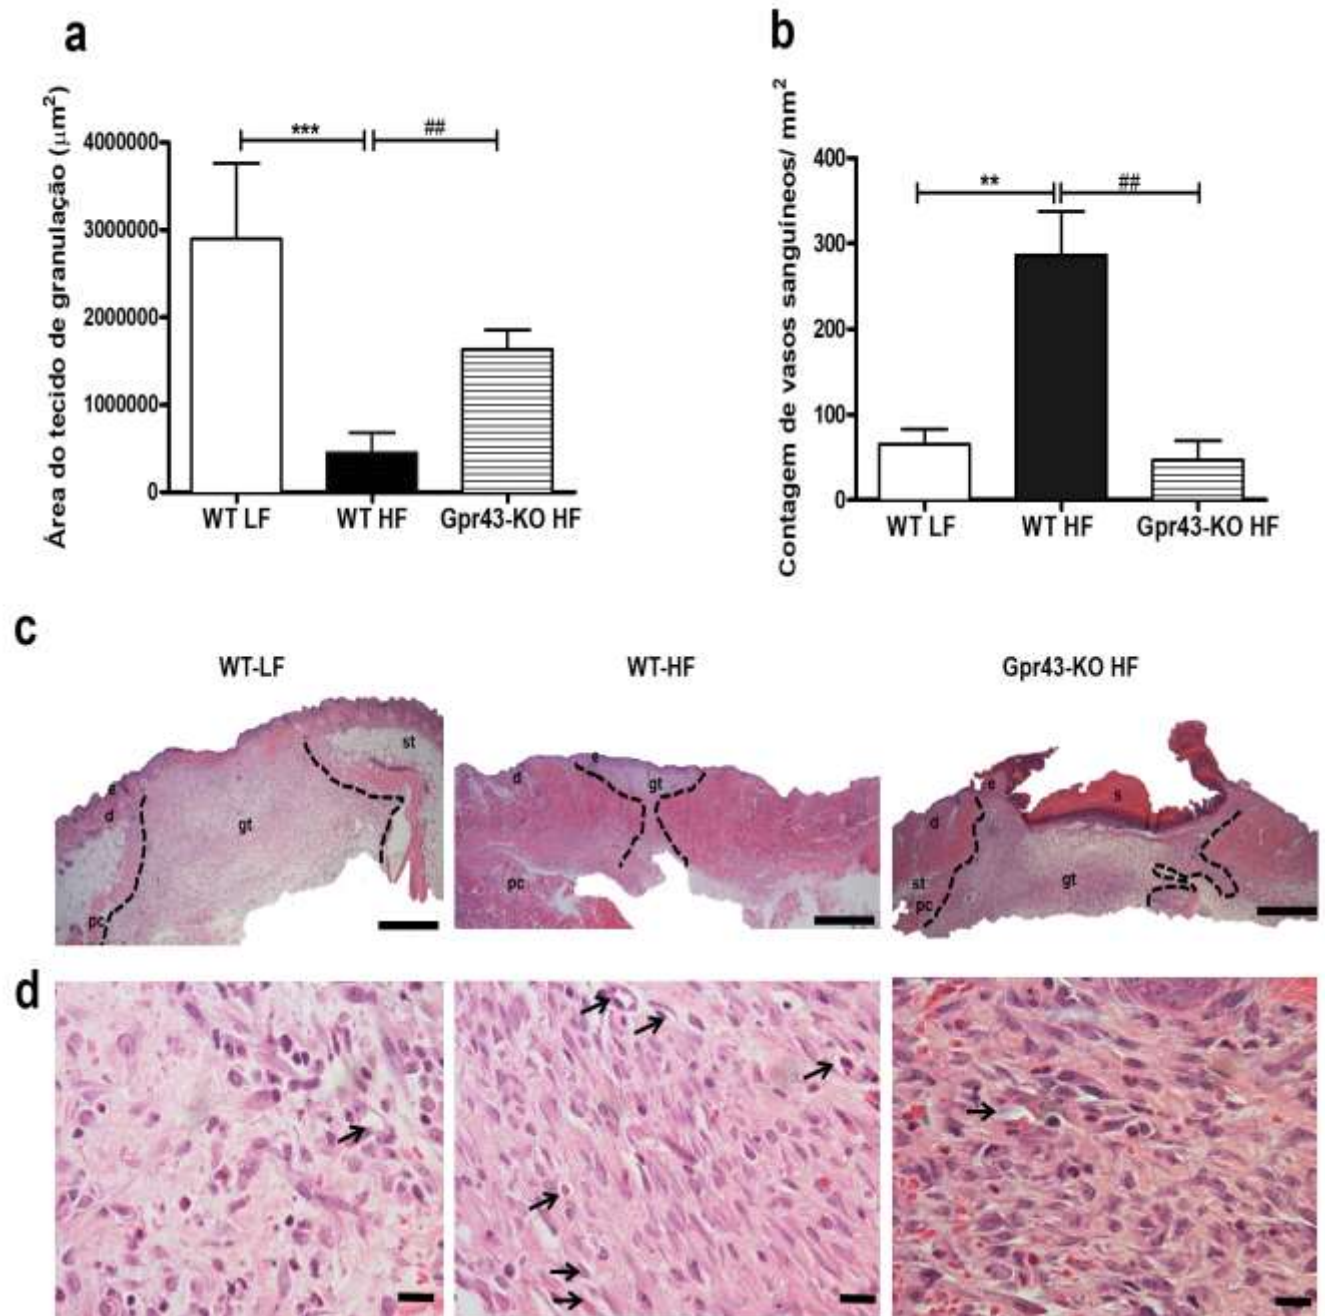 a
Área do tecido de granulação (µm²)
4000000
3000000
2000000
1000000
0
***
##
WT LF
WT HF
Gpr43-KO HF
b
Contagem de vasos sanguíneos/ mm²
400
300
200
100
0
**
##
WT LF
WT HF
Gpr43-KO HF
c
WT-LF
WT-HF
Gpr43-KO HF
st
e
d
gt
pc
e
d
gt
pc
e
s
d
st
gt
pc
d